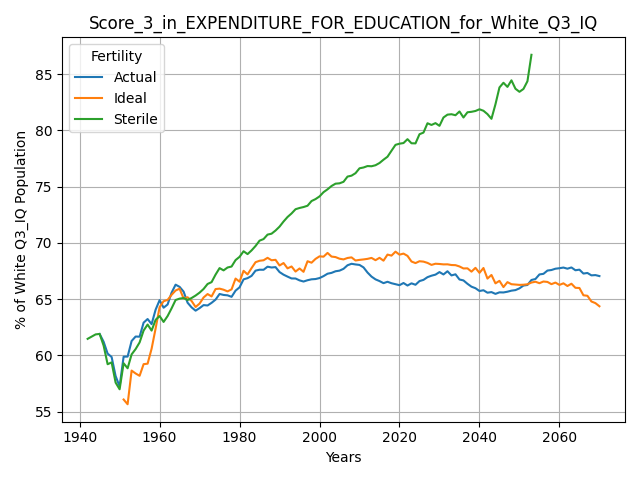 Score_3_in_EXPENDITURE_FOR_EDUCATION_for_White_Q3_IQ
Fertility
Actual
Ideal
Sterile
% of White Q3_IQ Population
85
80
75
70
65
60
55
1940
1960
1980
2000
2020
2040
2060
Years